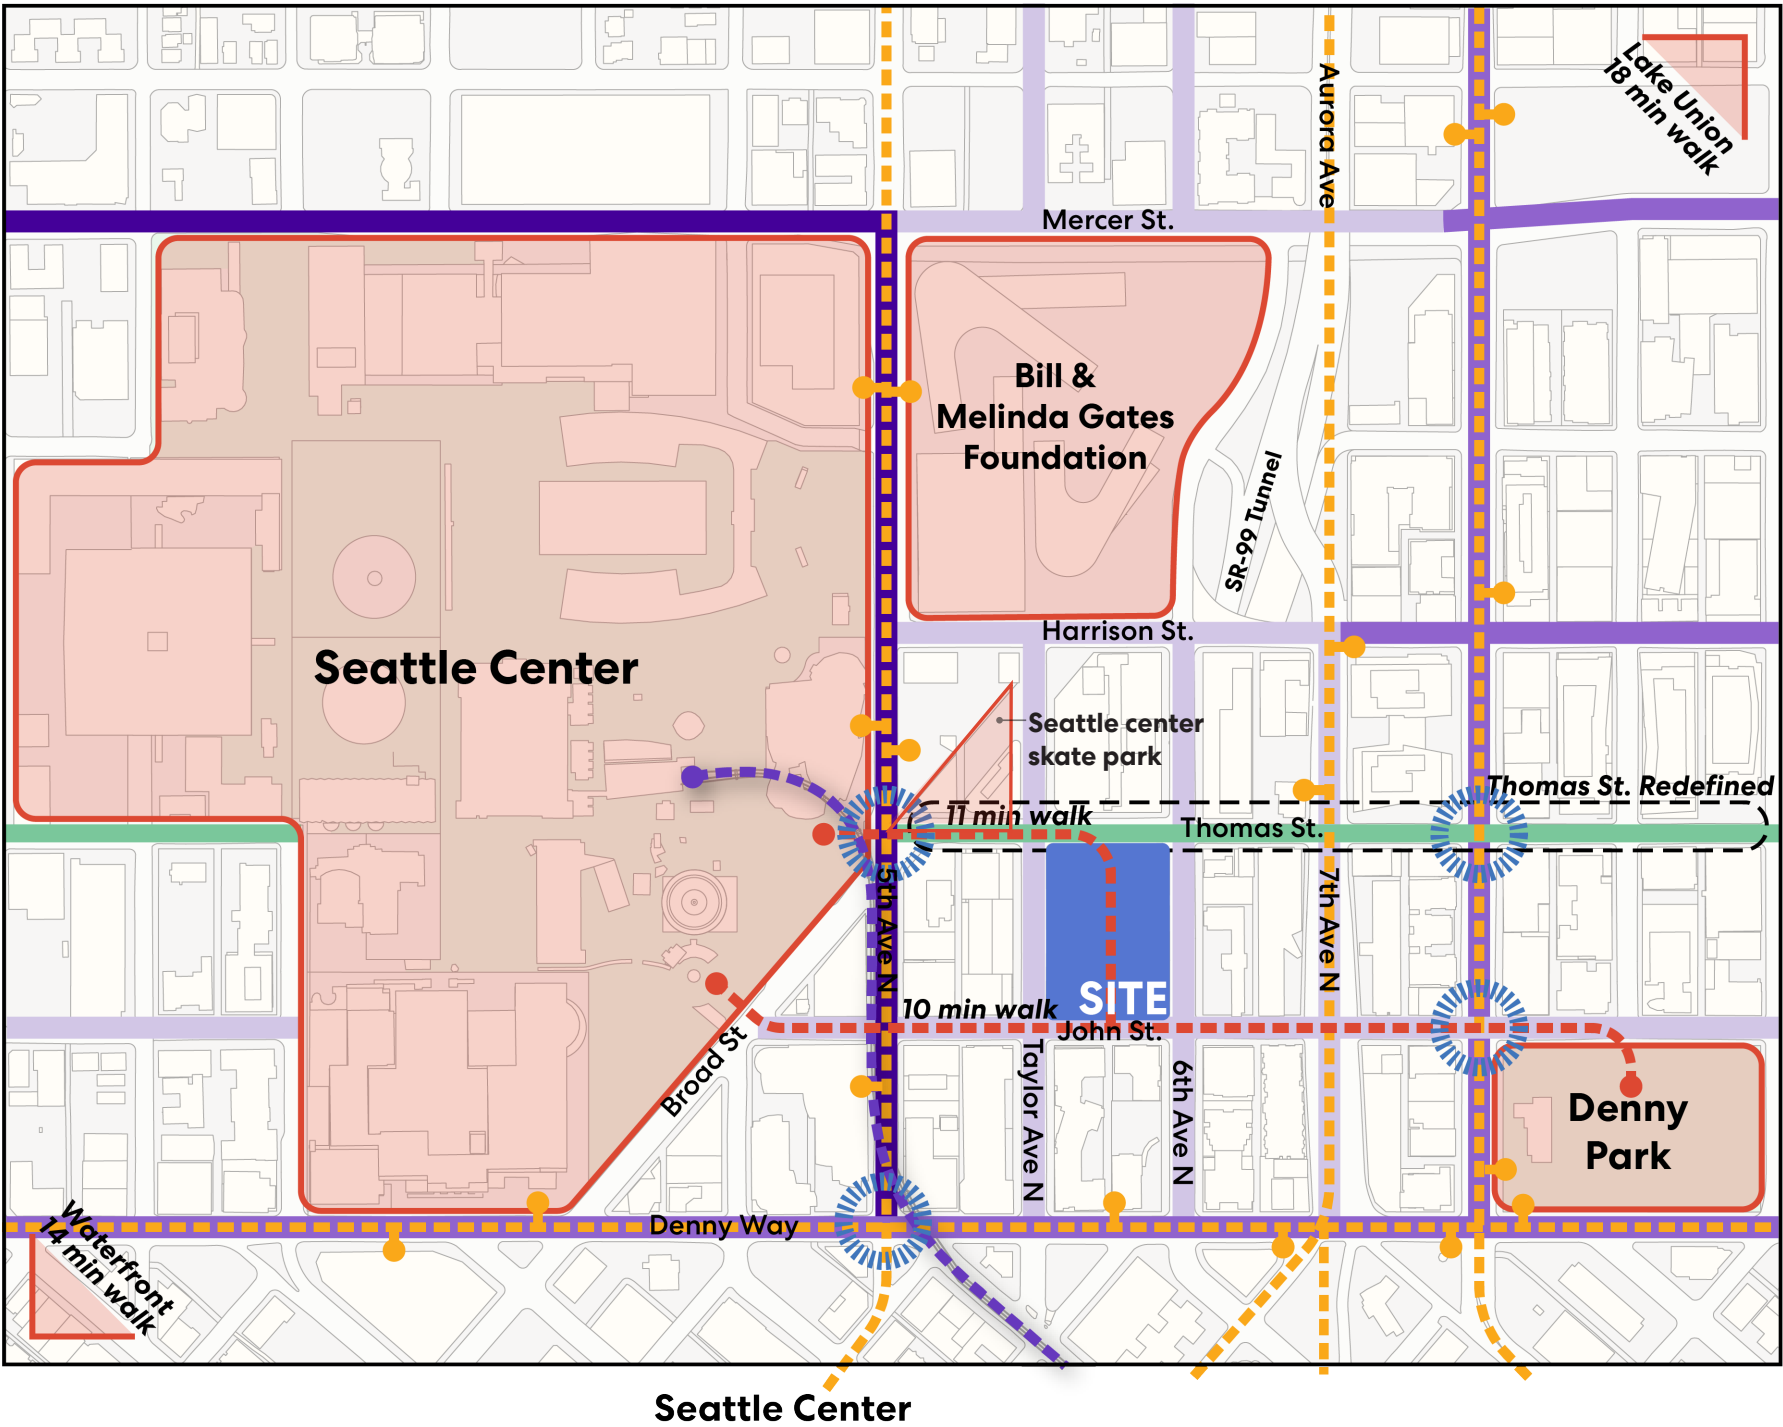 Lake Union
18 min walk
Aurora Ave
Mercer St.
Bill &
Melinda Gates
Foundation
SR-99 Tunnel
Harrison St.
Seattle Center
Seattle center
skate park
Thomas St. Redefined
11 min walk
Thomas St.
5th Ave N
7th Ave N
SITE
10 min walk
John St.
Broad St
Taylor Ave N
6th Ave N
Denny
Park
Waterfront
14 min walk
Denny Way
Seattle Center